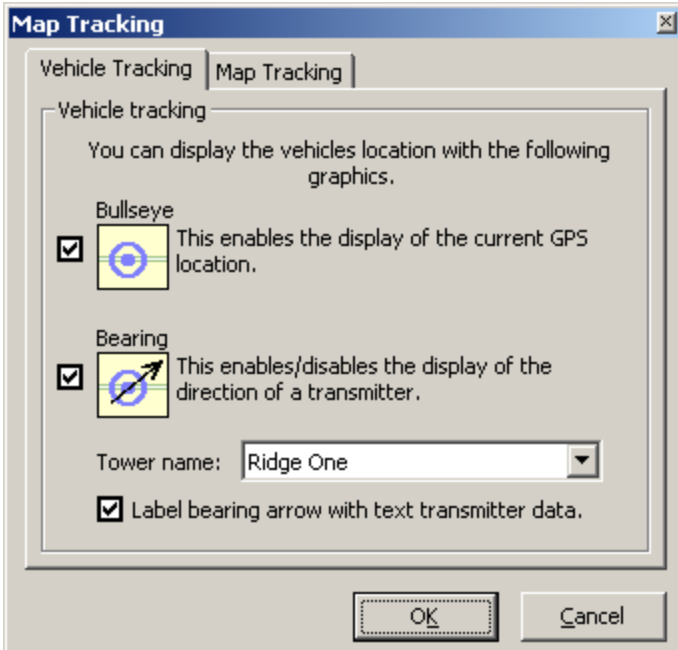 Map Tracking
Vehicle Tracking
Map Tracking
Vehicle tracking
You can display the vehicles location with the following
graphics.
Bullseye
This enables the display of the current GPS
location.
Bearing
This enables/disables the display of the
direction of a transmitter.
Tower name:
Ridge One
Label bearing arrow with text transmitter data.
OK
Cancel